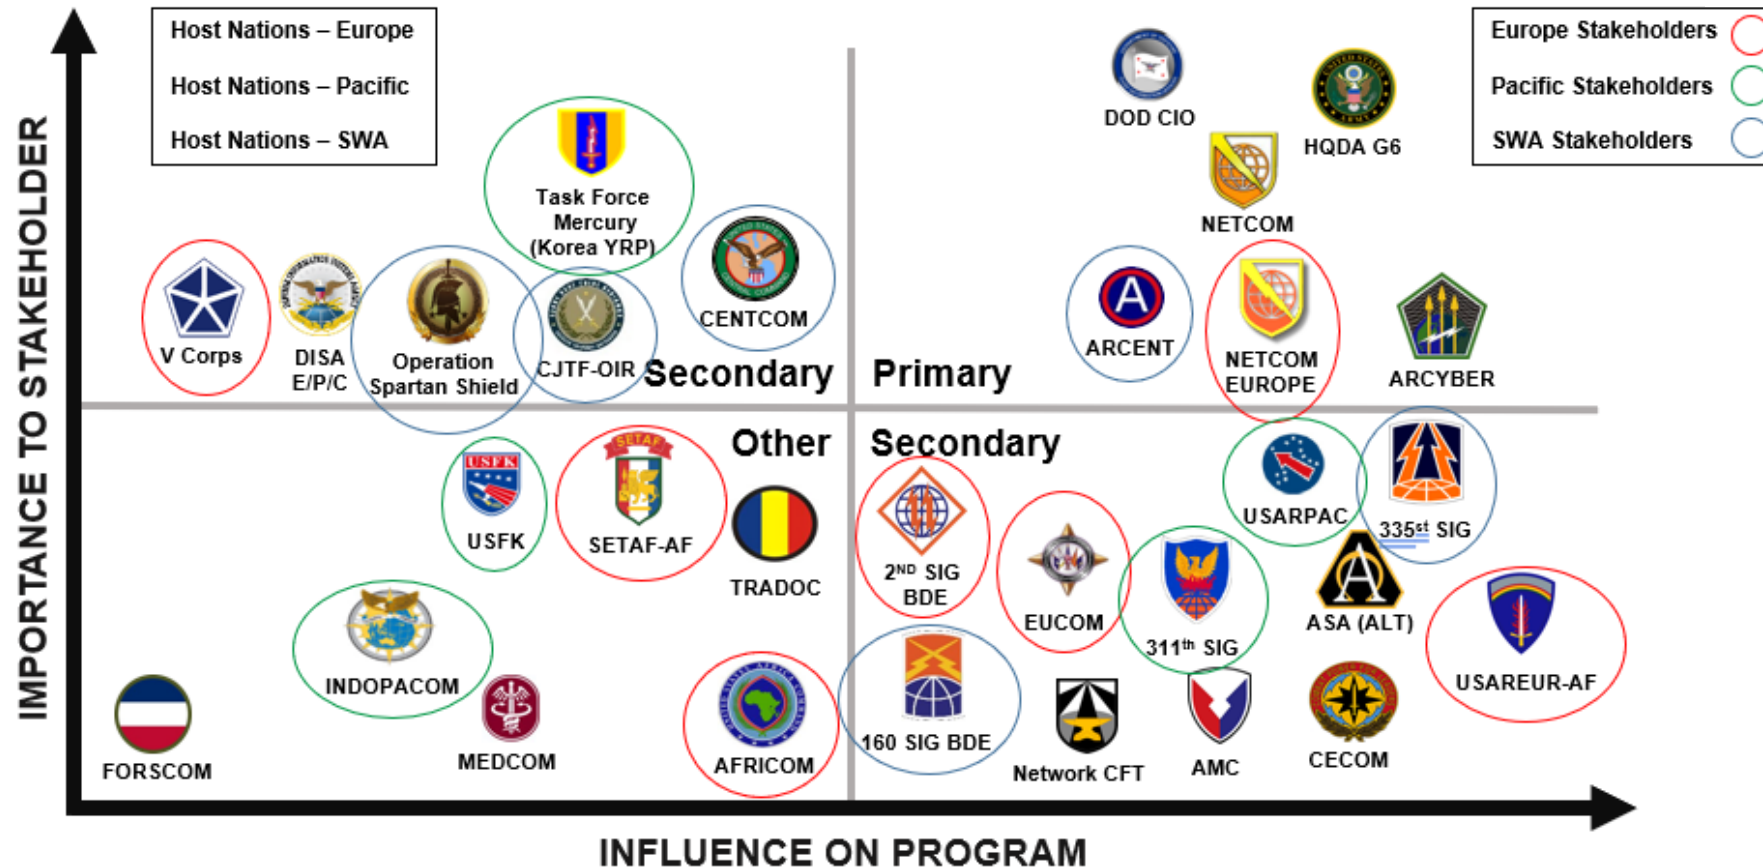 Host Nations – Europe
Host Nations – Pacific
Host Nations – SWA
Europe Stakeholders
Pacific Stakeholders
SWA Stakeholders
IMPORTANCE TO STAKEHOLDER
DOD CIO
HQDA G6
NETCOM
Task Force
Mercury
(Korea YRP)
CENTCOM
V Corps
DISA
E/P/C
Operation
Spartan Shield
CJTF-OIR
ARCENT
NETCOM
EUROPE
ARCYBER
Secondary
Primary
Other
Secondary
USFK
USFK
SETAF
SETAF-AF
TRADOC
2ND SIG
BDE
EUCOM
311th SIG
USARPAC
335st SIG
ASA (ALT)
USAREUR-AF
INDOPACOM
FORSCOM
MEDCOM
AFRICOM
160 SIG BDE
Network CFT
AMC
CECOM
INFLUENCE ON PROGRAM